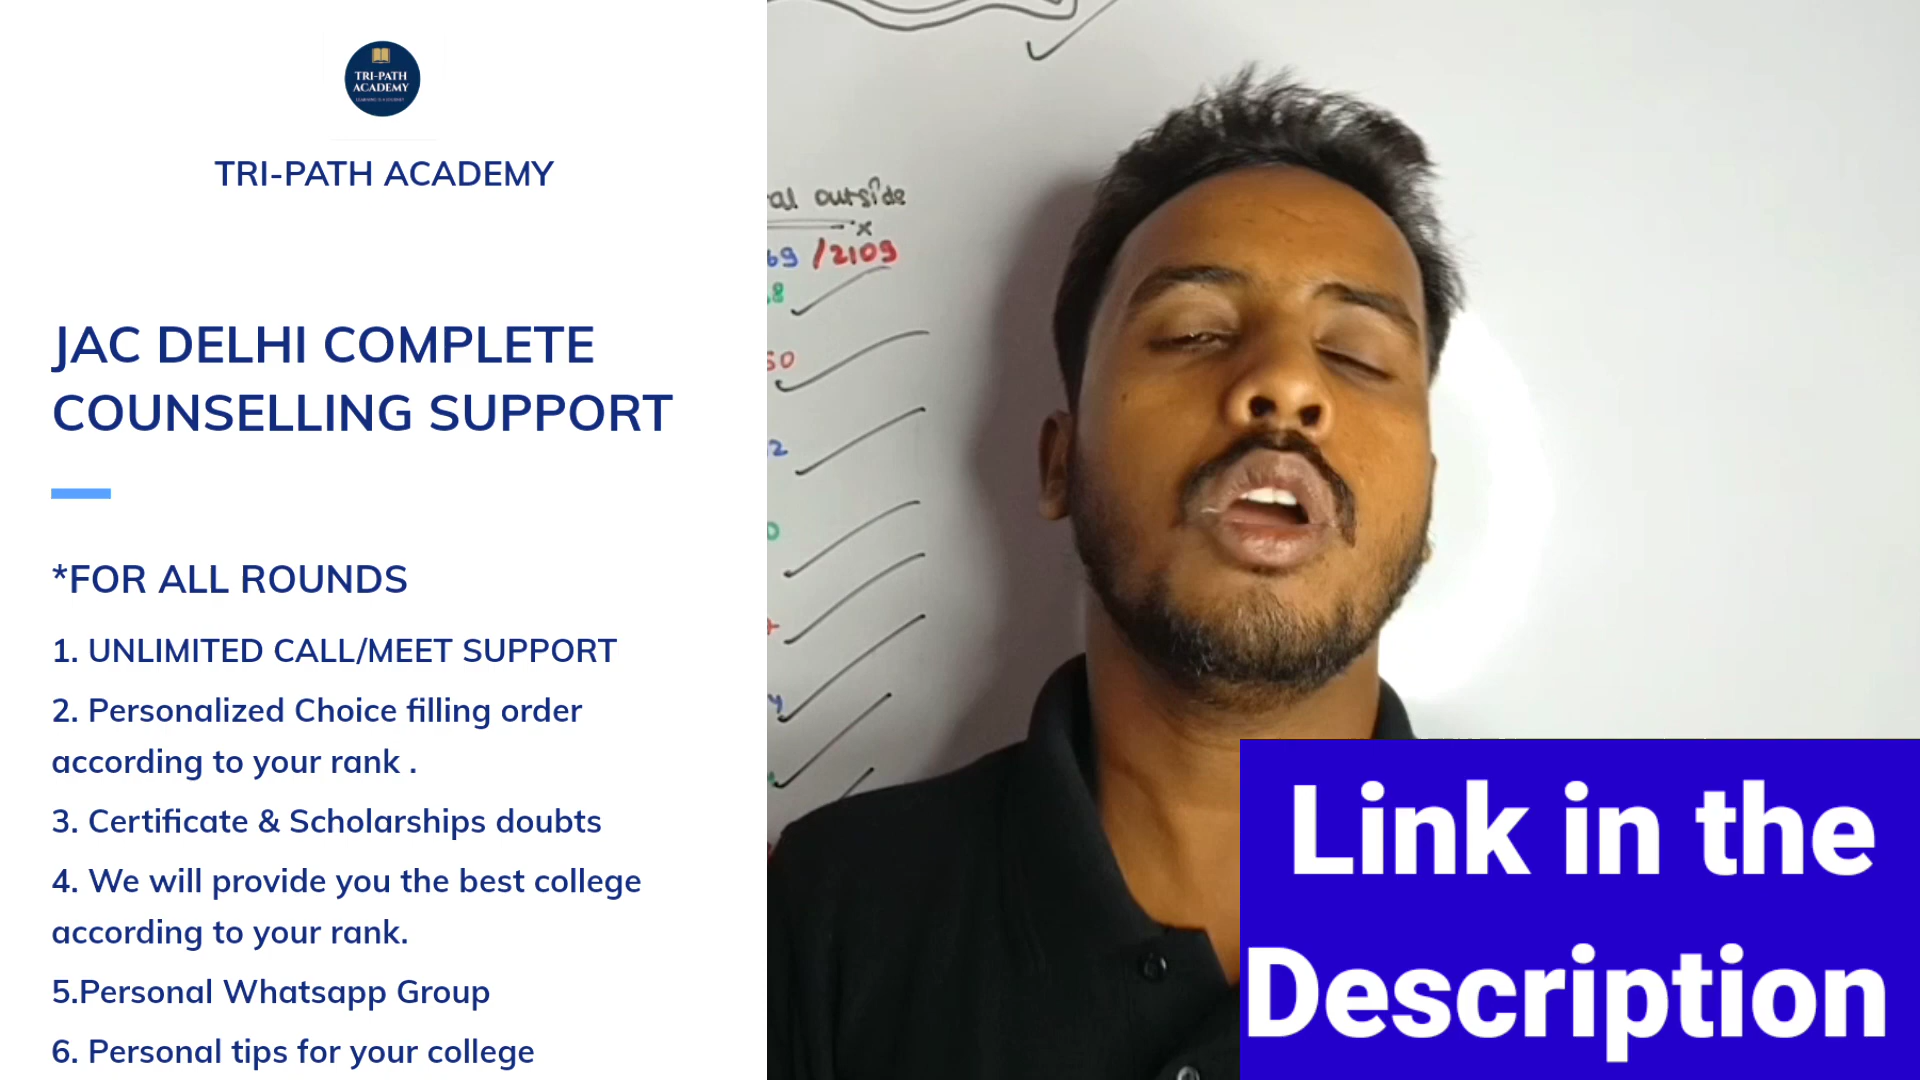 TRI-PATH
ACADEMY
TRI-PATH ACADEMY
JAC DELHI COMPLETE
COUNSELLING SUPPORT
*FOR ALL ROUNDS
1. UNLIMITED CALL/MEET SUPPORT
2. Personalized Choice filling order
according to your rank .
3. Certificate & Scholarships doubts
4. We will provide you the best college
according to your rank.
5.Personal Whatsapp Group
6. Personal tips for your college
outside
/2109
Link in the
Description